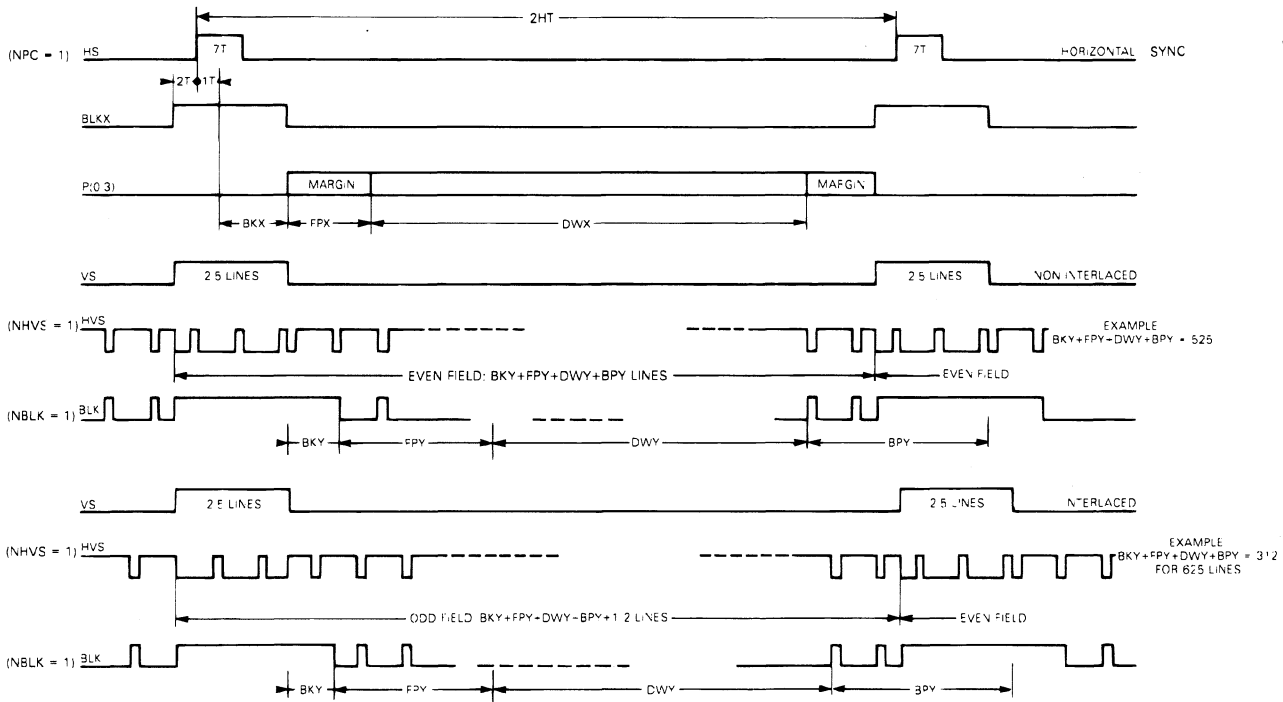 2HT
(NPC = 1) HS 7T 7T HORIZONTAL SYNC
2T 1T
BLKX
P(0 3) MARGIN MARGIN
BKX FPX DWX
VS 2 5 LINES 2 5 LINES NON INTERLACED
(NHVS = 1) HVS EXAMPLE
BKY+FPY+DWY+BPY = 525
EVEN FIELD: BKY+FPY+DWY+BPY LINES EVEN FIELD
(NBLK = 1) BLK
BKY FPY DWY BPY
VS 2 5 LINES 2 5 LINES INTERLACED
(NHVS = 1) HVS EXAMPLE
BKY+FPY+DWY+BPY = 312
FOR 625 LINES
ODD FIELD BKY+FPY+DWY+BPY+1 2 LINES EVEN FIELD
(NBLK = 1) BLK
BKY FPY DWY BPY